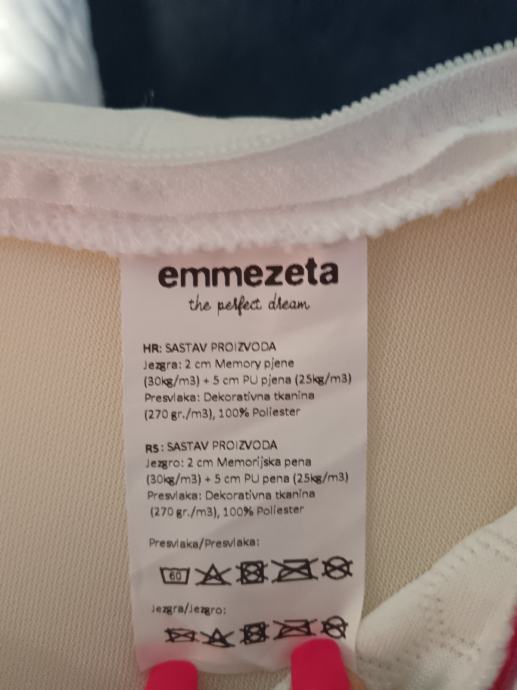 emmezeta
the perfect dream
HR: SASTAV PROIZVODA
Jezgra: 2 cm Memory pjene
(30kg/m3) + 5 cm PU pjena (25kg/m3)
Presvlaka: Dekorativna tkanina
(270 gr./m3), 100% Poliester
RS: SASTAV PROIZVODA
Jezgro: 2 cm Memorijska pena
(30kg/m3) + 5 cm PU pena (25kg/m3)
Presvlaka: Dekorativna tkanina
(270 gr./m3), 100% Poliester
Presvlaka/Presvlaka:
60
Jezgra/Jezgro: